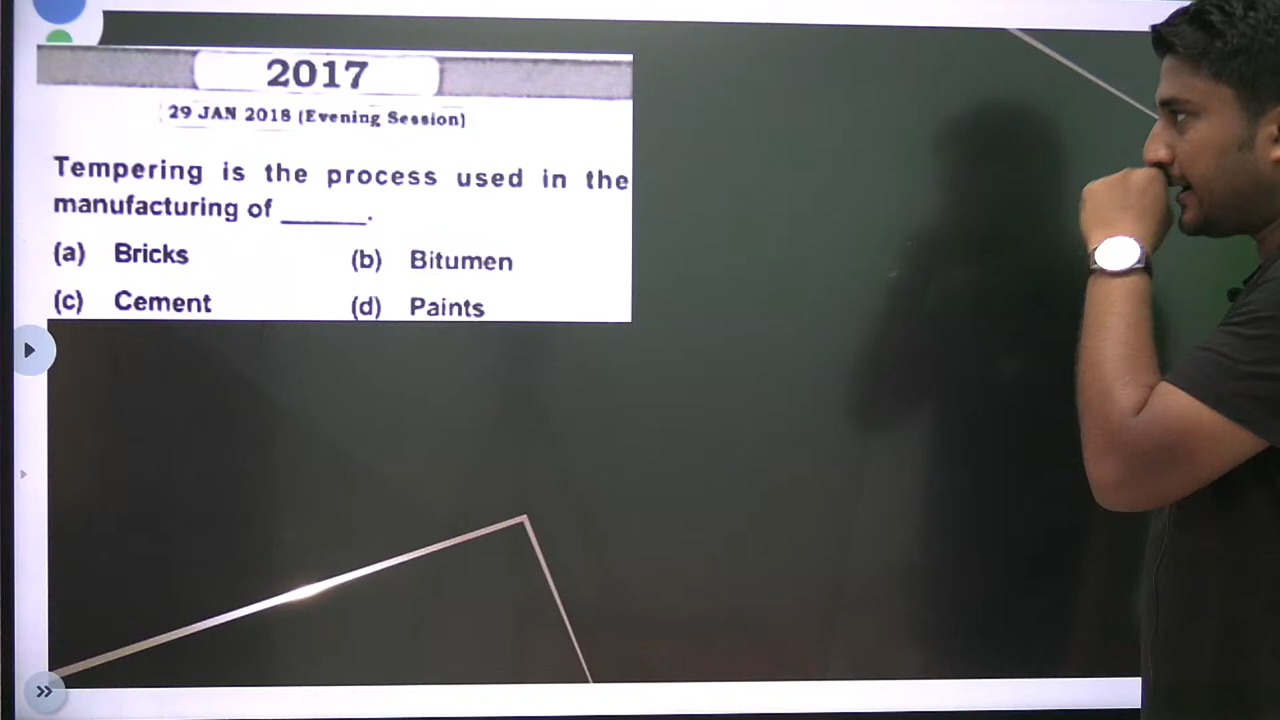 2017
29 JAN 2018 (Evening Session)
Tempering is the process used in the
manufacturing of ______.
(a) Bricks (b) Bitumen
(c) Cement (d) Paints